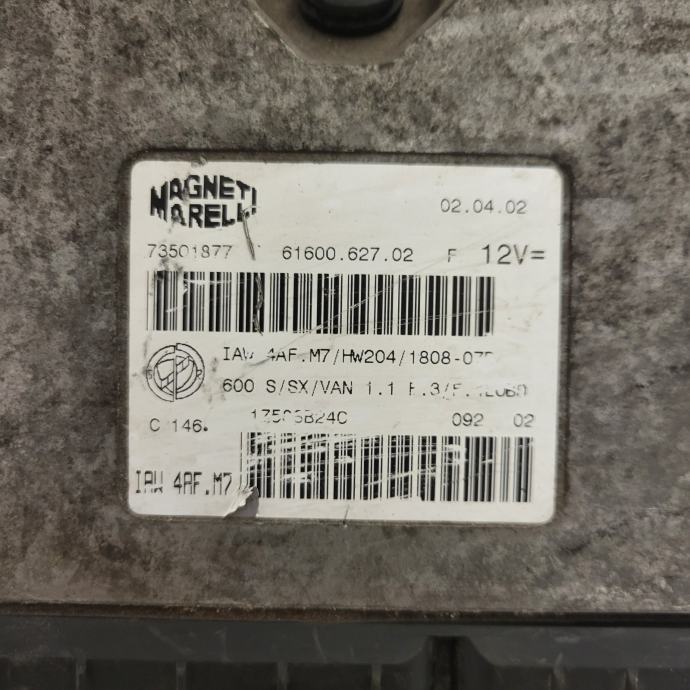 MAGNETI
MARELLI
02.04.02
73501877 61600.627.02 F 12V=
IAW 4AF.M7/HW204/1808-07
600 S/SX/VAN 1.1
C 146. 092 02
IAW 4AF.M7